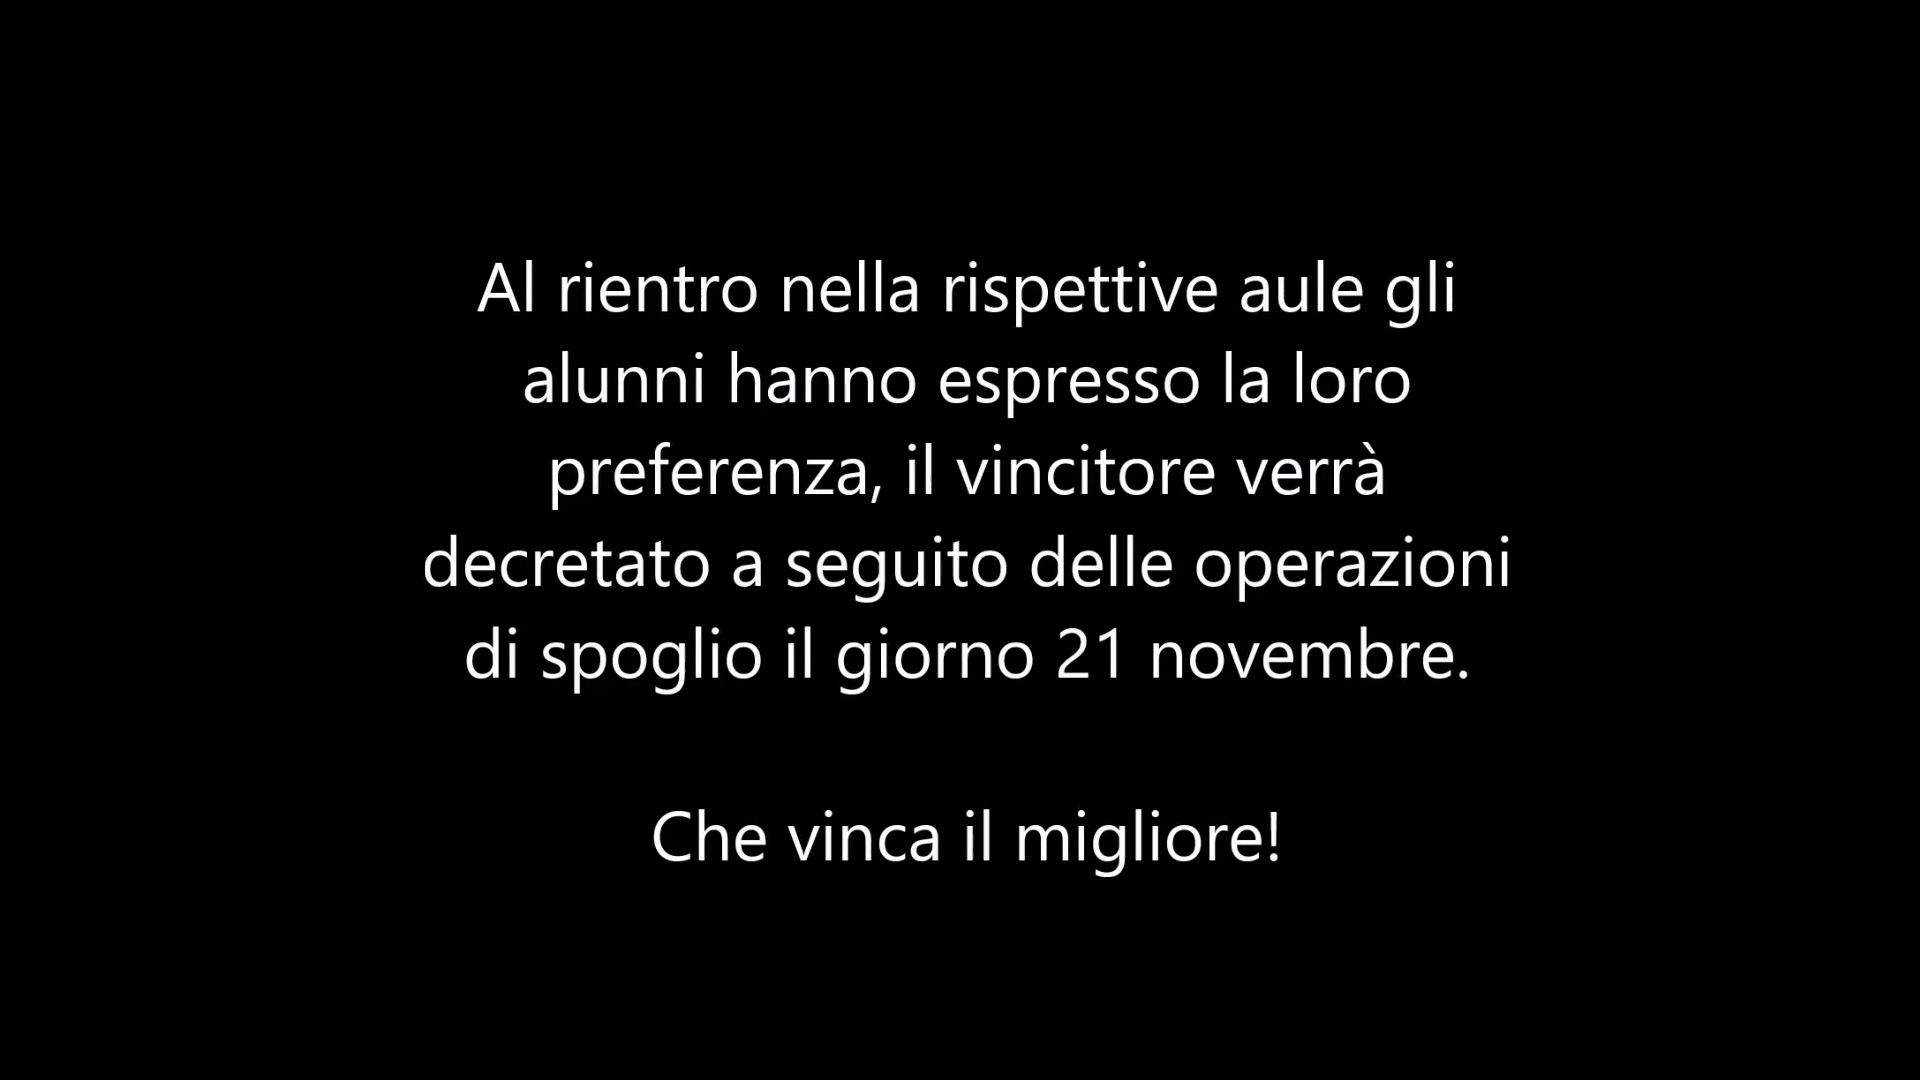 Al rientro nella rispettive aule gli
alunni hanno espresso la loro
preferenza, il vincitore verrà
decretato a seguito delle operazioni
di spoglio il giorno 21 novembre.
Che vinca il migliore!